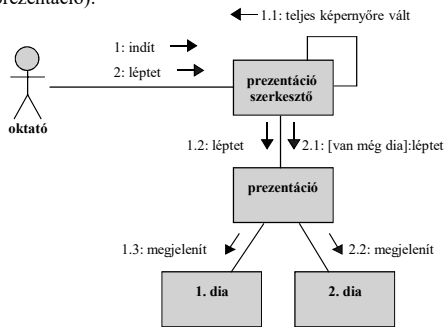 prezentáció).
1.1: teljes képernyőre vált
1: indít
2: léptet
prezentáció
szerkesztő
oktató
1.2: léptet
2.1: [van még dia]:léptet
prezentáció
1.3: megjelenít
2.2: megjelenít
1. dia
2. dia